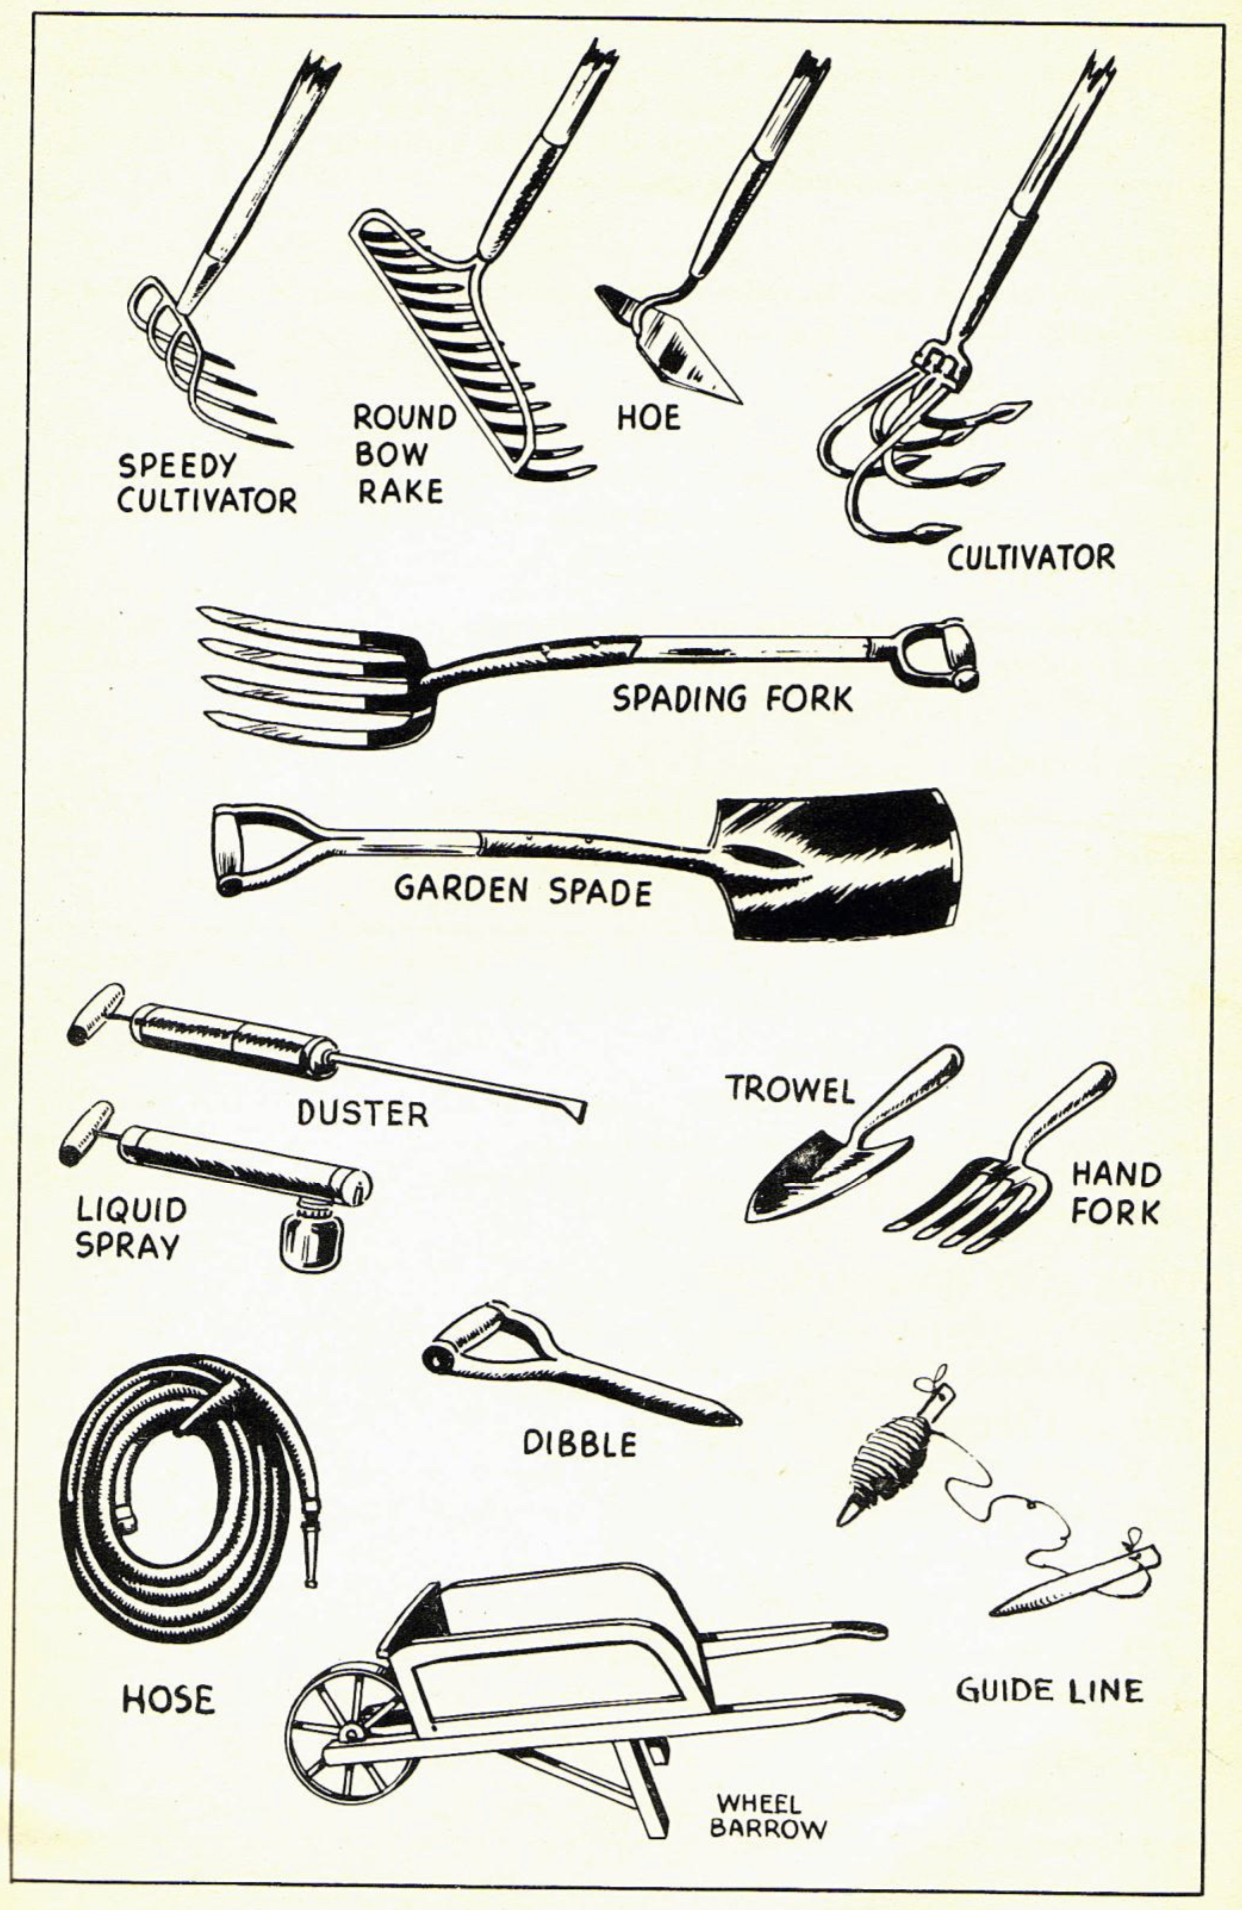 SPEEDY
CULTIVATOR
ROUND
BOW
RAKE
HOE
CULTIVATOR
SPADING FORK
GARDEN SPADE
DUSTER
LIQUID
SPRAY
TROWEL
HAND
FORK
DIBBLE
HOSE
GUIDE LINE
WHEEL
BARROW